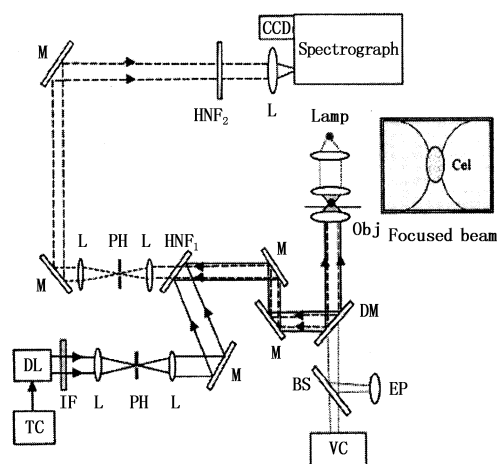 CCD
Spectrograph
M
HNF₂
L
Lamp
Cel
Obj
Focused beam
L
PH
L
HNF₁
M
M
DM
M
DL
IF
L
PH
L
M
BS
EP
TC
VC